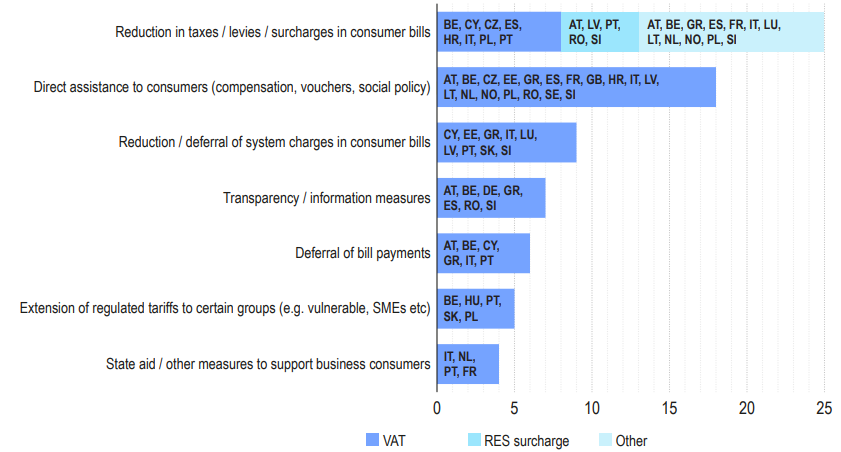 Reduction in taxes / levies / surcharges in consumer bills
BE, CY, CZ, ES,
HR, IT, PL, PT
AT, LV, PT,
RO, SI
AT, BE, GR, ES, FR, IT, LU,
LT, NL, NO, PL, SI
Direct assistance to consumers (compensation, vouchers, social policy)
AT, BE, CZ, EE, GR, ES, FR, GB, HR, IT, LV,
LT, NL, NO, PL, RO, SE, SI
Reduction / deferral of system charges in consumer bills
CY, EE, GR, IT, LU,
LV, PT, SK, SI
Transparency / information measures
AT, BE, DE, GR,
ES, RO, SI
Deferral of bill payments
AT, BE, CY,
GR, IT, PT
Extension of regulated tariffs to certain groups (e.g. vulnerable, SMEs etc)
BE, HU, PT,
SK, PL
State aid / other measures to support business consumers
IT, NL,
PT, FR
0 5 10 15 20 25
VAT RES surcharge Other